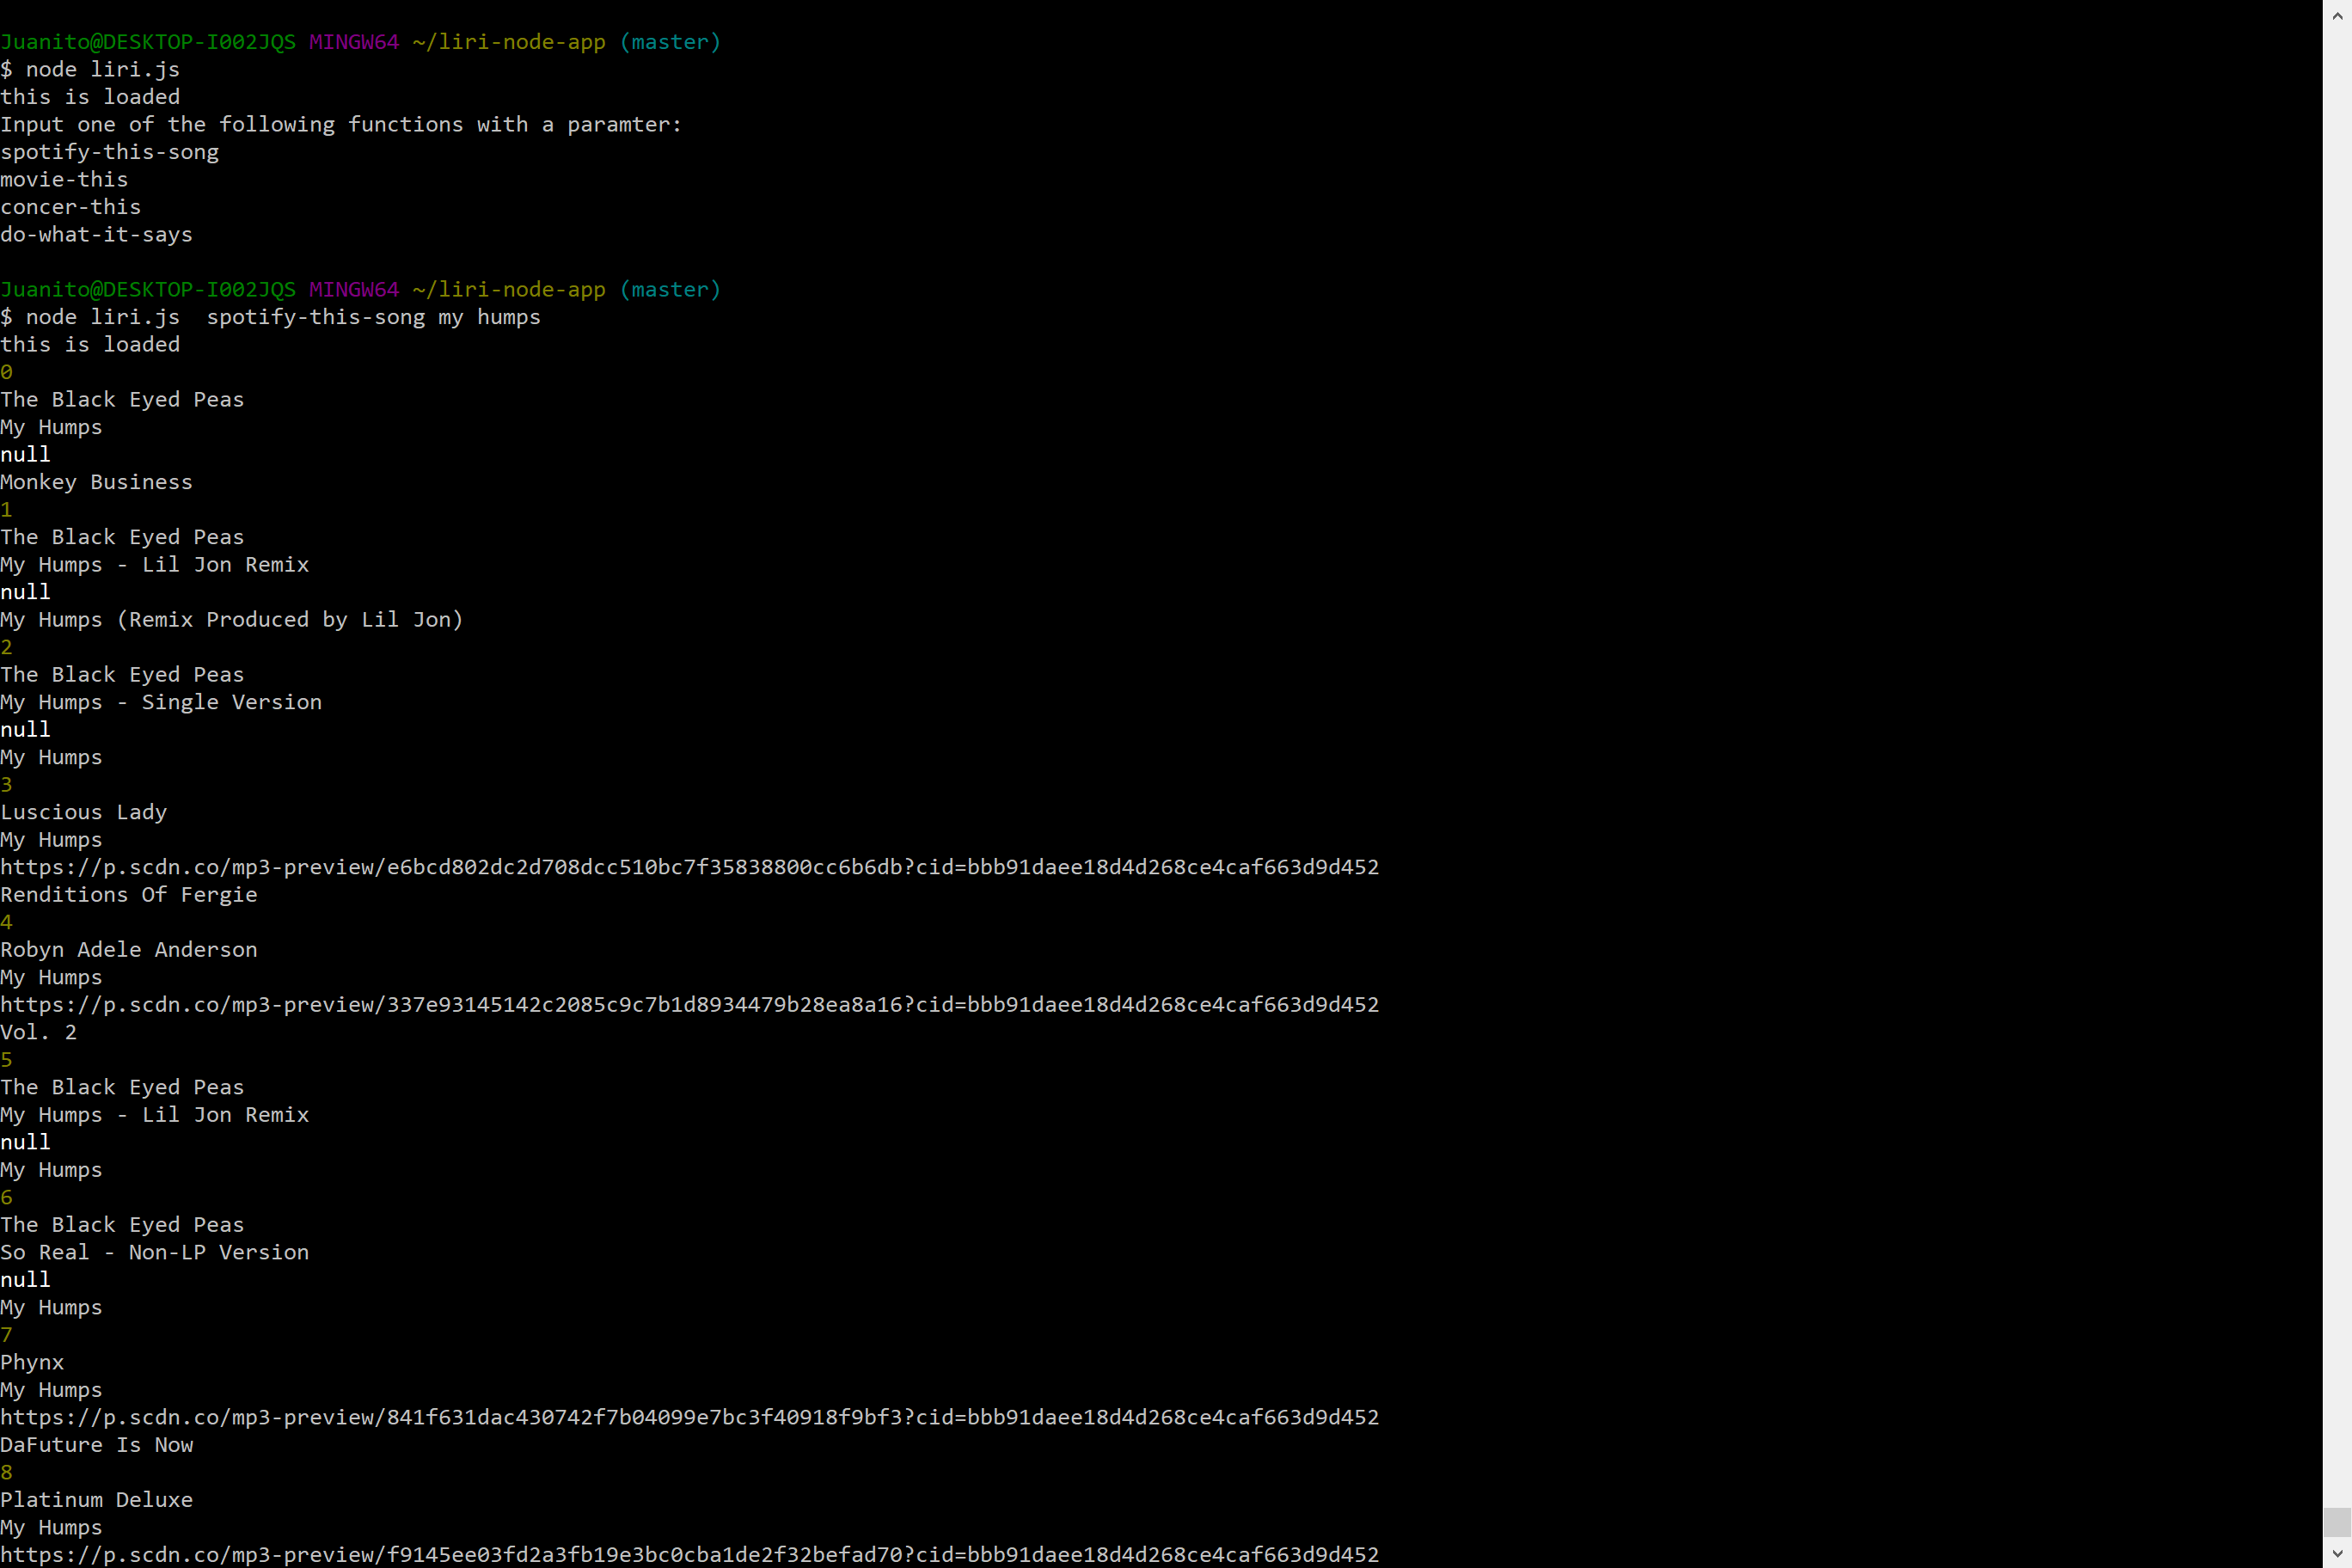 Juanito@DESKTOP-I002JQS MINGW64 ~/liri-node-app (master)
$ node liri.js
this is loaded
Input one of the following functions with a paramter:
spotify-this-song
movie-this
concer-this
do-what-it-says
Juanito@DESKTOP-I002JQS MINGW64 ~/liri-node-app (master)
$ node liri.js  spotify-this-song my humps
this is loaded
0
The Black Eyed Peas
My Humps
null
Monkey Business
1
The Black Eyed Peas
My Humps - Lil Jon Remix
null
My Humps (Remix Produced by Lil Jon)
2
The Black Eyed Peas
My Humps - Single Version
null
My Humps
3
Luscious Lady
My Humps
https://p.scdn.co/mp3-preview/e6bcd802dc2d708dcc510bc7f35838800cc6b6db?cid=bbb91daee18d4d268ce4caf663d9d452
Renditions Of Fergie
4
Robyn Adele Anderson
My Humps
https://p.scdn.co/mp3-preview/337e93145142c2085c9c7b1d8934479b28ea8a16?cid=bbb91daee18d4d268ce4caf663d9d452
Vol. 2
5
The Black Eyed Peas
My Humps - Lil Jon Remix
null
My Humps
6
The Black Eyed Peas
So Real - Non-LP Version
null
My Humps
7
Phynx
My Humps
https://p.scdn.co/mp3-preview/841f631dac430742f7b04099e7bc3f40918f9bf3?cid=bbb91daee18d4d268ce4caf663d9d452
DaFuture Is Now
8
Platinum Deluxe
My Humps
https://p.scdn.co/mp3-preview/f9145ee03fd2a3fb19e3bc0cba1de2f32befad70?cid=bbb91daee18d4d268ce4caf663d9d452